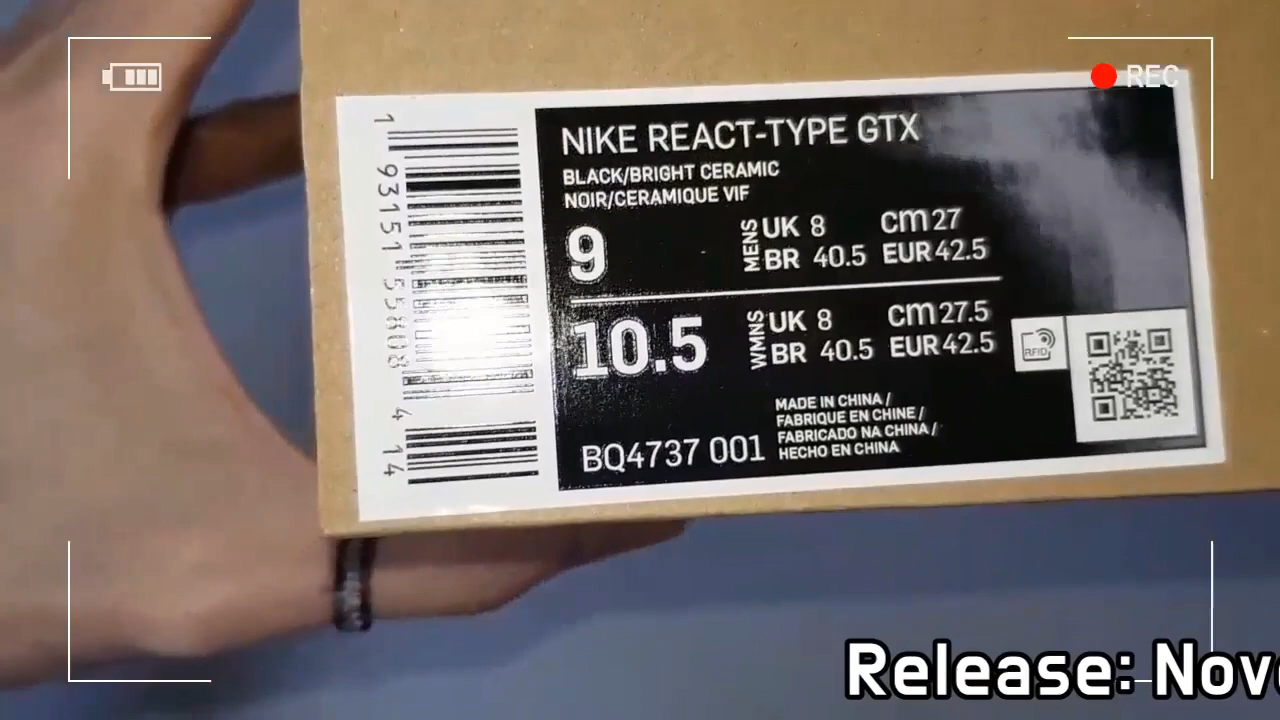 REC
NIKE REACT-TYPE GTX
BLACK/BRIGHT CERAMIC
NOIR/CERAMIQUE VIF
9 MENS UK 8 cm 27
BR 40.5 EUR 42.5
10.5 WMNS UK 8 cm 27.5
BR 40.5 EUR 42.5
RFID
MADE IN CHINA /
FABRIQUE EN CHINE /
FABRICADO NA CHINA /
HECHO EN CHINA
BQ4737 001
Release: Nove